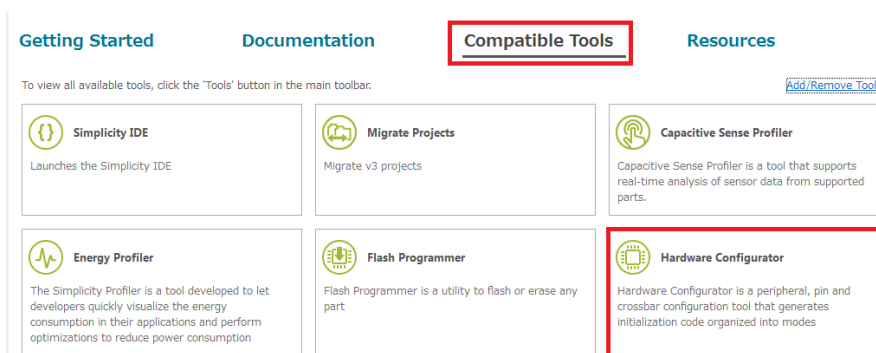 Getting Started Documentation Compatible Tools Resources
To view all available tools, click the 'Tools' button in the main toolbar. Add/Remove Tool
Simplicity IDE
Launches the Simplicity IDE
Migrate Projects
Migrate v3 projects
Capacitive Sense Profiler
Capacitive Sense Profiler is a tool that supports
real-time analysis of sensor data from supported
parts.
Energy Profiler
The Simplicity Profiler is a tool developed to let
developers quickly visualize the energy
consumption in their applications and perform
optimizations to reduce power consumption
Flash Programmer
Flash Programmer is a utility to flash or erase any
part
Hardware Configurator
Hardware Configurator is a peripheral, pin and
crossbar configuration tool that generates
initialization code organized into modes